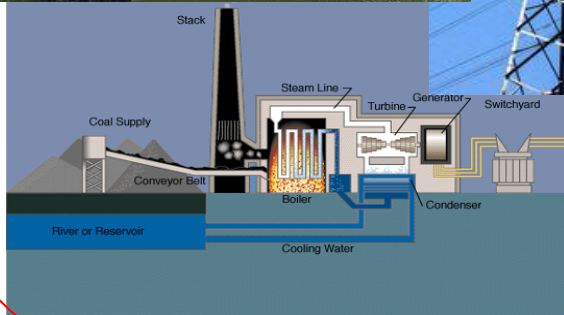 Stack
Steam Line
Turbine
Generator
Switchyard
Coal Supply
Conveyor Belt
Boiler
Condenser
River or Reservoir
Cooling Water